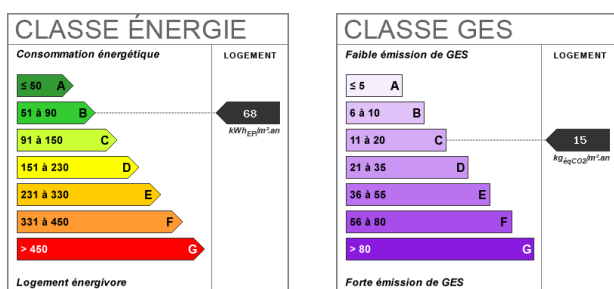 CLASSE ÉNERGIE
Consommation énergétique
LOGEMENT
≤ 50 A
51 à 90 B
68
kWhEP/m².an
91 à 150 C
151 à 230 D
231 à 330 E
331 à 450 F
> 450 G
Logement énergivore
CLASSE GES
Faible émission de GES
LOGEMENT
≤ 5 A
6 à 10 B
11 à 20 C
15
kgéqCO2/m².an
21 à 35 D
36 à 55 E
56 à 80 F
> 80 G
Forte émission de GES